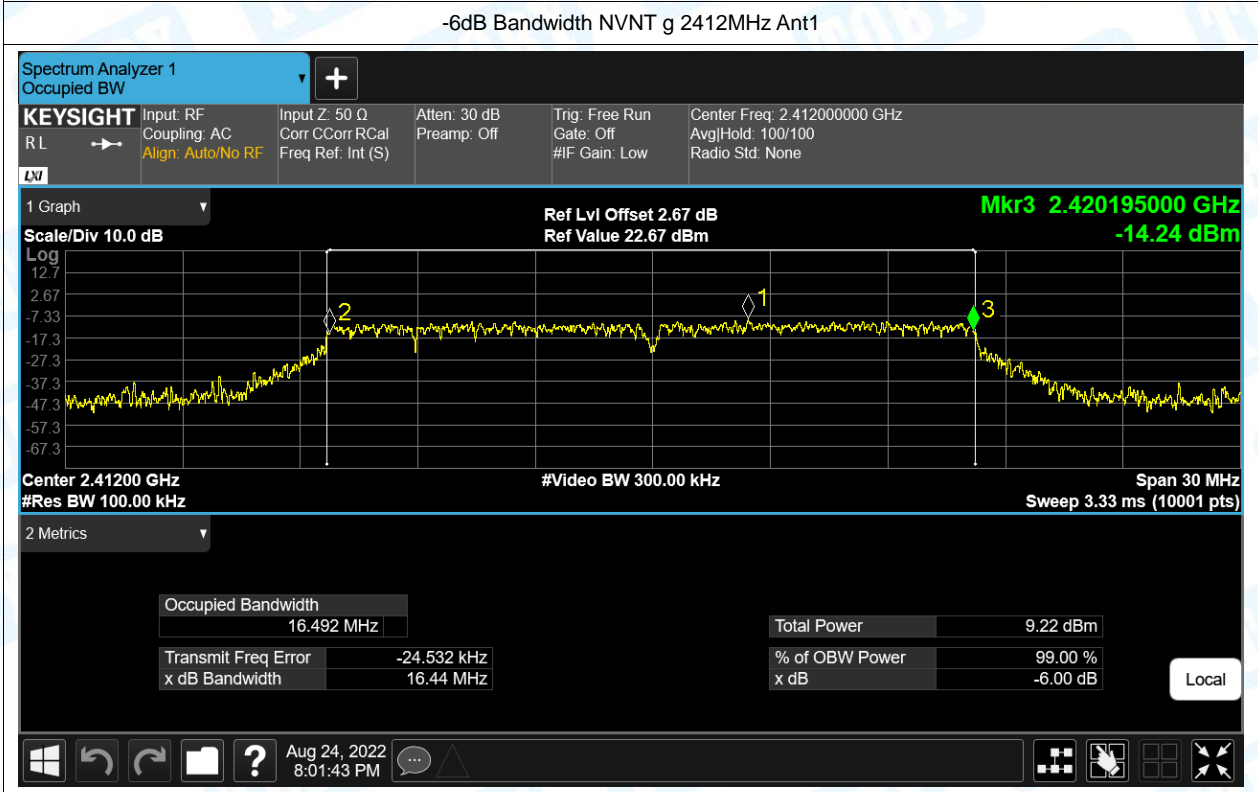 -6dB Bandwidth NVNT g 2412MHz Ant1
Spectrum Analyzer 1
Occupied BW
KEYSIGHT
R L
LXI
Input: RF
Coupling: AC
Align: Auto/No RF
Input Z: 50 Ω
Corr CCorr RCal
Freq Ref: Int (S)
Atten: 30 dB
Preamp: Off
Trig: Free Run
Gate: Off
#IF Gain: Low
Center Freq: 2.412000000 GHz
Avg|Hold: 100/100
Radio Std: None
1 Graph
Scale/Div 10.0 dB
Ref Lvl Offset 2.67 dB
Ref Value 22.67 dBm
Mkr3 2.420195000 GHz
-14.24 dBm
Log
12.7
2.67
-7.33
-17.3
-27.3
-37.3
-47.3
-57.3
-67.3
2
1
3
Center 2.41200 GHz
#Res BW 100.00 kHz
#Video BW 300.00 kHz
Span 30 MHz
Sweep 3.33 ms (10001 pts)
2 Metrics
Occupied Bandwidth
16.492 MHz
Transmit Freq Error -24.532 kHz
x dB Bandwidth 16.44 MHz
Total Power 9.22 dBm
% of OBW Power 99.00 %
x dB -6.00 dB
Local
?
Aug 24, 2022
8:01:43 PM